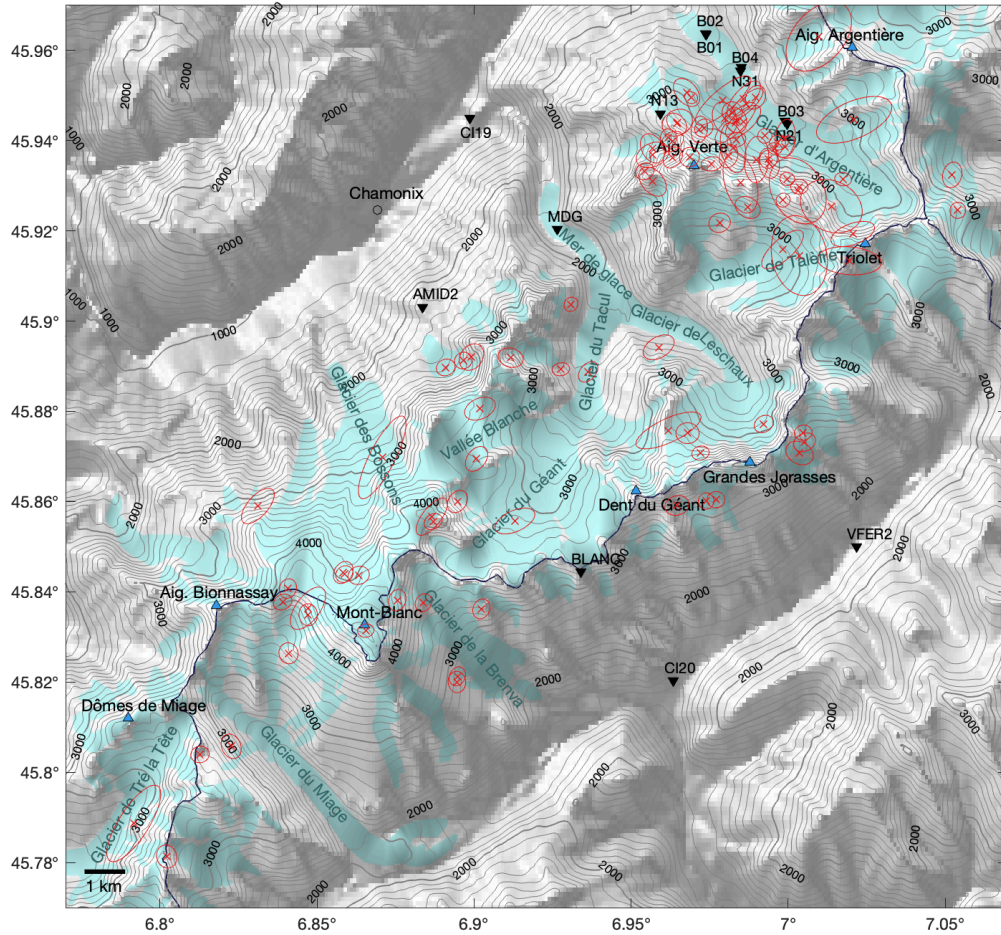 45.96°
45.94°
45.92°
45.9°
45.88°
45.86°
45.84°
45.82°
45.8°
45.78°
6.8°
6.85°
6.9°
6.95°
7°
7.05°
B02
B01
B04
N31
N13
B03
N21
Aig. Argentière
Glacier d'Argentière
Aig. Verte
CI19
Chamonix
MDG
Mer de glace
Triolet
Glacier de Talèfre
AMID2
Glacier du Tacul
Glacier de Leschaux
Glacier des Bossons
Vallée Blanche
Glacier du Géant
Grandes Jorasses
Dent du Géant
VFER2
BLANC
Aig. Bionnassay
Mont-Blanc
Glacier de la Brenva
CI20
Dômes de Miage
Glacier de Tré la Tête
Glacier du Miage
1 km
1000
2000
3000
4000